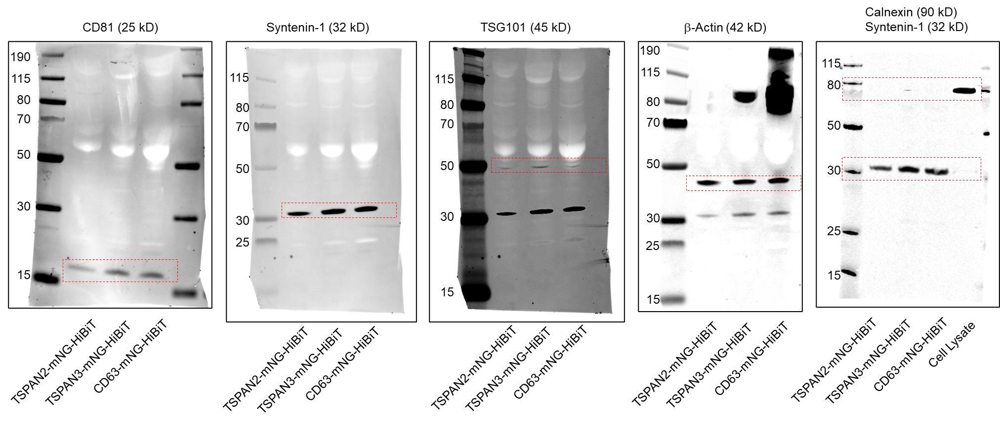 CD81 (25 kD)
190
115
80
70
50
30
15
TSPAN2-mNG-HiBiT
TSPAN3-mNG-HiBiT
CD63-mNG-HiBiT
Syntenin-1 (32 kD)
115
80
70
50
30
25
TSPAN2-mNG-HiBiT
TSPAN3-mNG-HiBiT
CD63-mNG-HiBiT
TSG101 (45 kD)
115
80
70
50
30
15
TSPAN2-mNG-HiBiT
TSPAN3-mNG-HiBiT
CD63-mNG-HiBiT
β-Actin (42 kD)
190
115
80
70
50
30
25
15
TSPAN2-mNG-HiBiT
TSPAN3-mNG-HiBiT
CD63-mNG-HiBiT
Calnexin (90 kD)
Syntenin-1 (32 kD)
115
80
50
30
25
15
TSPAN2-mNG-HiBiT
TSPAN3-mNG-HiBiT
CD63-mNG-HiBiT
Cell Lysate